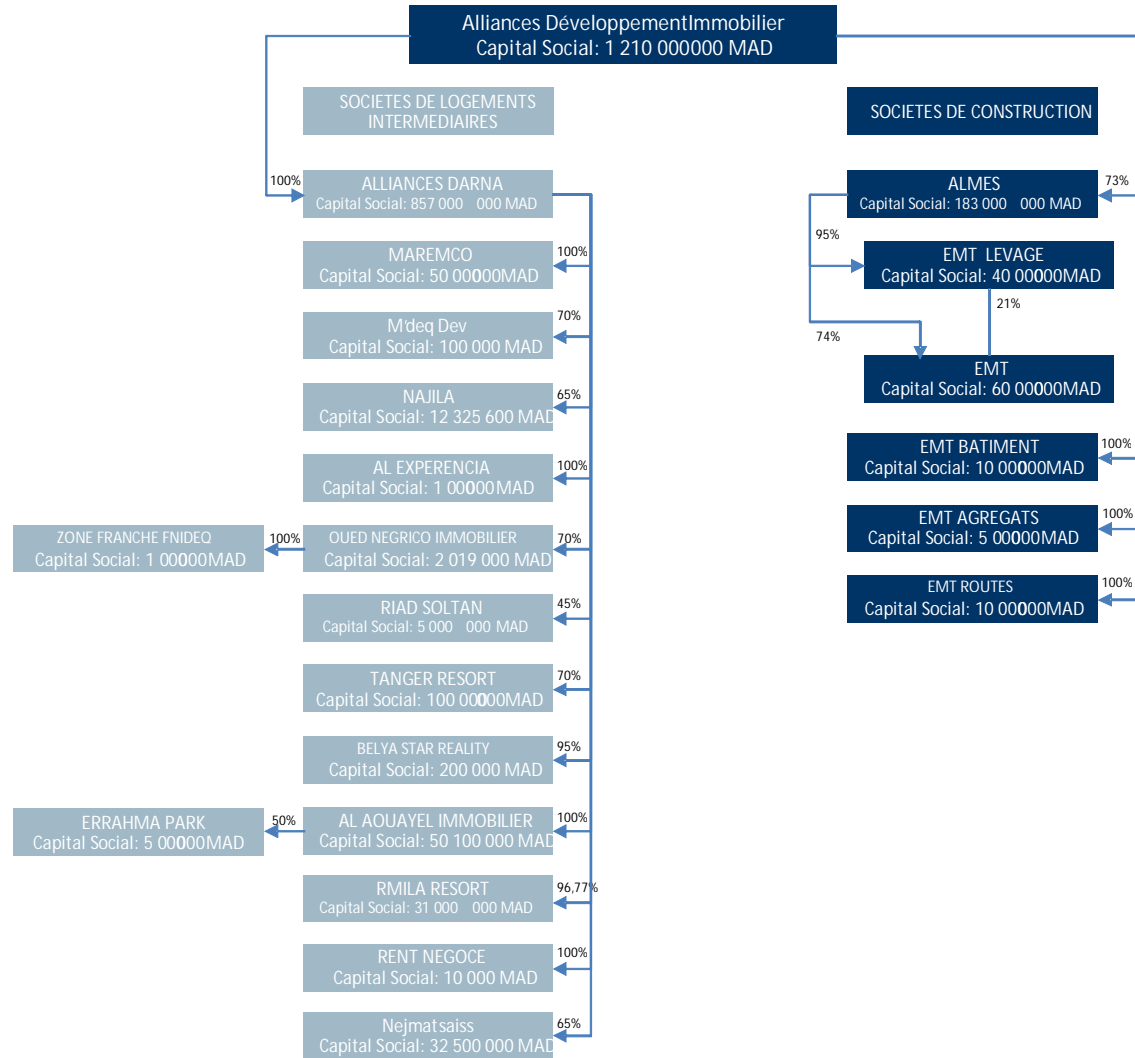 Alliances DéveloppementImmobilier
Capital Social: 1 210 000000 MAD
SOCIETES DE LOGEMENTS
INTERMEDIAIRES
SOCIETES DE CONSTRUCTION
100%
ALLIANCES DARNA
Capital Social: 857 000 000 MAD
ALMES
Capital Social: 183 000 000 MAD
73%
95%
MAREMCO
Capital Social: 50 00000MAD
100%
EMT LEVAGE
Capital Social: 40 00000MAD
21%
M'deq Dev
Capital Social: 100 000 MAD
70%
74%
EMT
Capital Social: 60 00000MAD
NAJILA
Capital Social: 12 325 600 MAD
65%
EMT BATIMENT
Capital Social: 10 00000MAD
100%
AL EXPERENCIA
Capital Social: 1 00000MAD
100%
EMT AGREGATS
Capital Social: 5 00000MAD
100%
ZONE FRANCHE FNIDEQ
Capital Social: 1 00000MAD
100%
OUED NEGRICO IMMOBILIER
Capital Social: 2 019 000 MAD
70%
EMT ROUTES
Capital Social: 10 00000MAD
100%
RIAD SOLTAN
Capital Social: 5 000 000 MAD
45%
TANGER RESORT
Capital Social: 100 00000MAD
70%
BELYA STAR REALITY
Capital Social: 200 000 MAD
95%
ERRAHMA PARK
Capital Social: 5 00000MAD
50%
AL AOUAYEL IMMOBILIER
Capital Social: 50 100 000 MAD
100%
RMILA RESORT
Capital Social: 31 000 000 MAD
96,77%
RENT NEGOCE
Capital Social: 10 000 MAD
100%
Nejmatsaiss
Capital Social: 32 500 000 MAD
65%